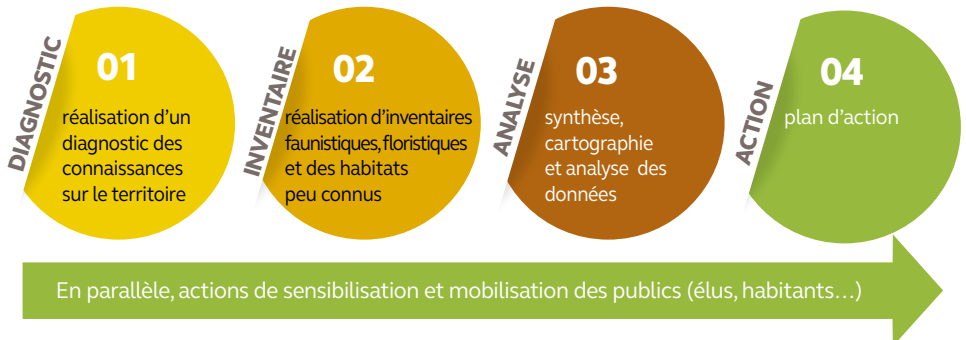 DIAGNOSTIC
01
réalisation d’un
diagnostic des
connaissances
sur le territoire
INVENTAIRE
02
réalisation d’inventaires
faunistiques, floristiques
et des habitats
peu connus
ANALYSE
03
synthèse,
cartographie
et analyse des
données
ACTION
04
plan d’action
En parallèle, actions de sensibilisation et mobilisation des publics (élus, habitants…)